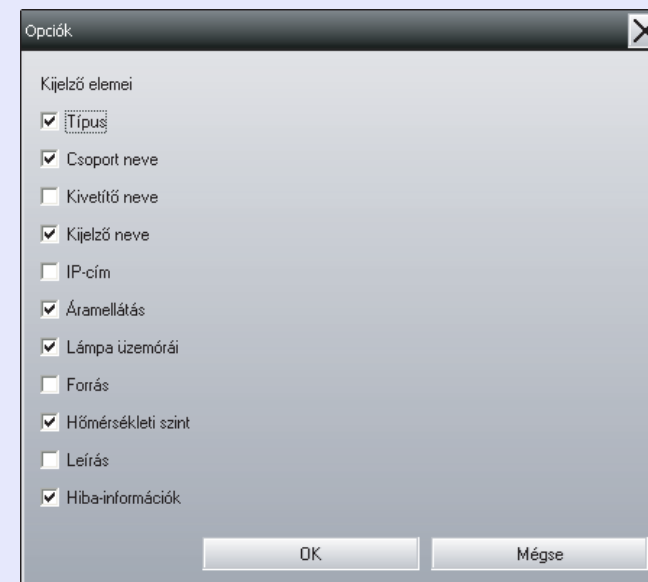 Opciók
Kijelző elemei
Típus
Csoport neve
Kivetítő neve
Kijelző neve
IP-cím
Áramellátás
Lámpa üzemórái
Forrás
Hőmérsékleti szint
Leírás
Hiba-információk
OK Mégse